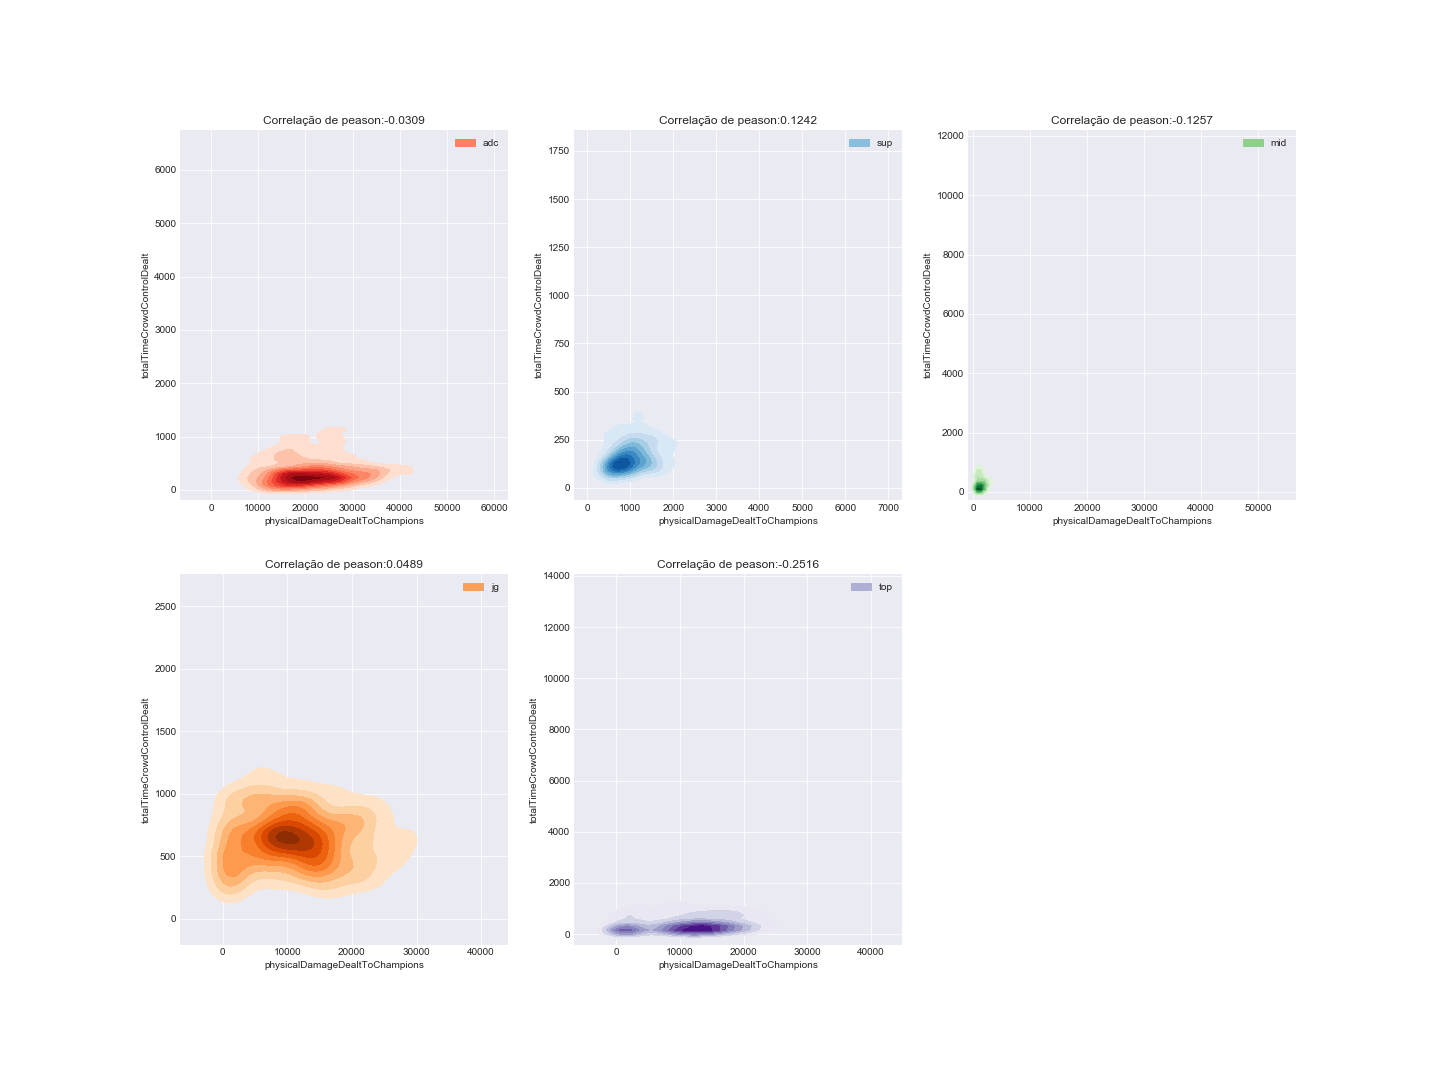 Correlação de peason:-0.0309
adc
6000
5000
4000
3000
2000
1000
0
totalTimeCrowdControlDealt
0 10000 20000 30000 40000 50000 60000
physicalDamageDealtToChampions
Correlação de peason:0.1242
sup
1750
1500
1250
1000
750
500
250
0
totalTimeCrowdControlDealt
0 1000 2000 3000 4000 5000 6000 7000
physicalDamageDealtToChampions
Correlação de peason:-0.1257
mid
12000
10000
8000
6000
4000
2000
0
totalTimeCrowdControlDealt
0 10000 20000 30000 40000 50000
physicalDamageDealtToChampions
Correlação de peason:0.0489
jg
2500
2000
1500
1000
500
0
totalTimeCrowdControlDealt
0 10000 20000 30000 40000
physicalDamageDealtToChampions
Correlação de peason:-0.2516
top
14000
12000
10000
8000
6000
4000
2000
0
totalTimeCrowdControlDealt
0 10000 20000 30000 40000
physicalDamageDealtToChampions